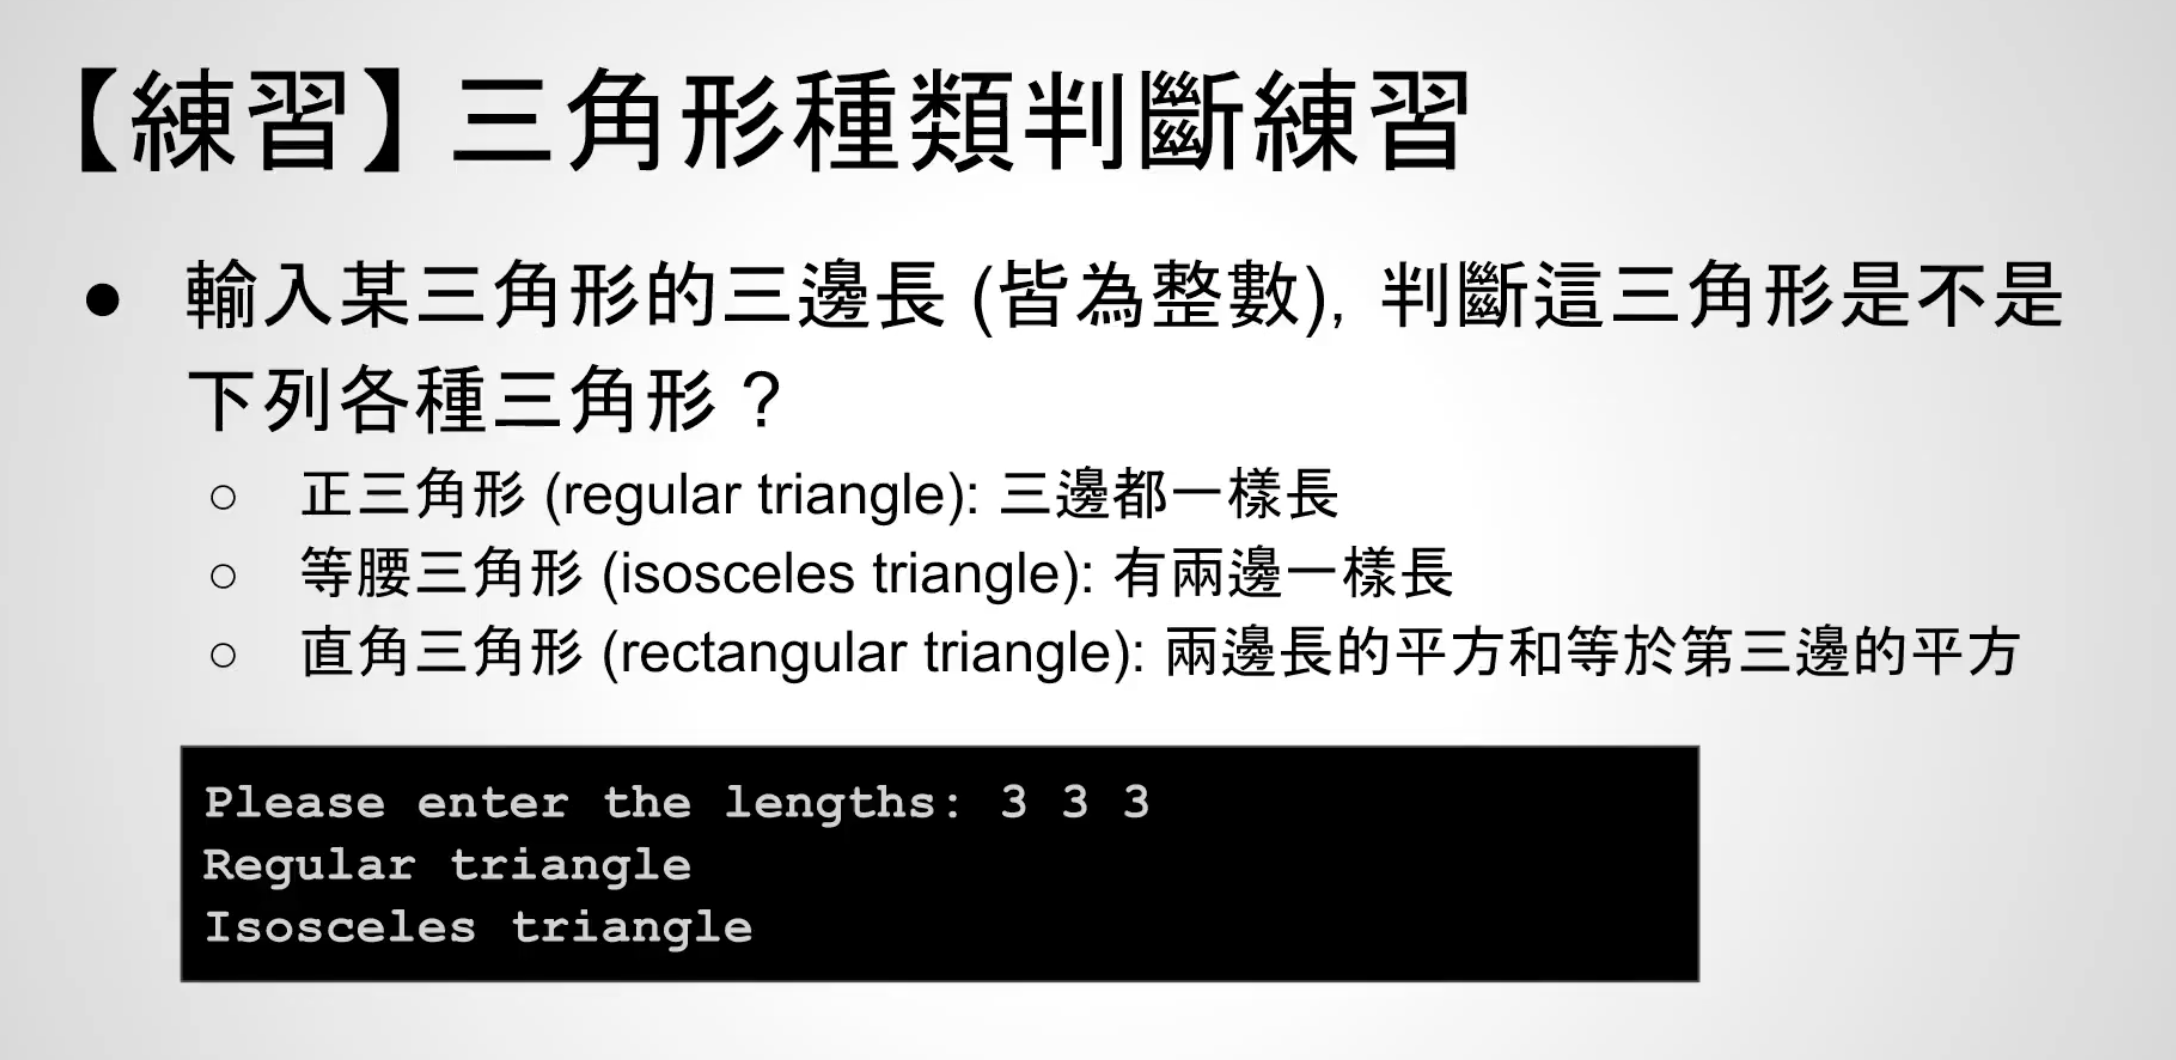 【練習】三角形種類判斷練習
● 輸入某三角形的三邊長 (皆為整數), 判斷這三角形是不是
下列各種三角形？
○ 正三角形 (regular triangle): 三邊都一樣長
○ 等腰三角形 (isosceles triangle): 有兩邊一樣長
○ 直角三角形 (rectangular triangle): 兩邊長的平方和等於第三邊的平方
Please enter the lengths: 3 3 3
Regular triangle
Isosceles triangle